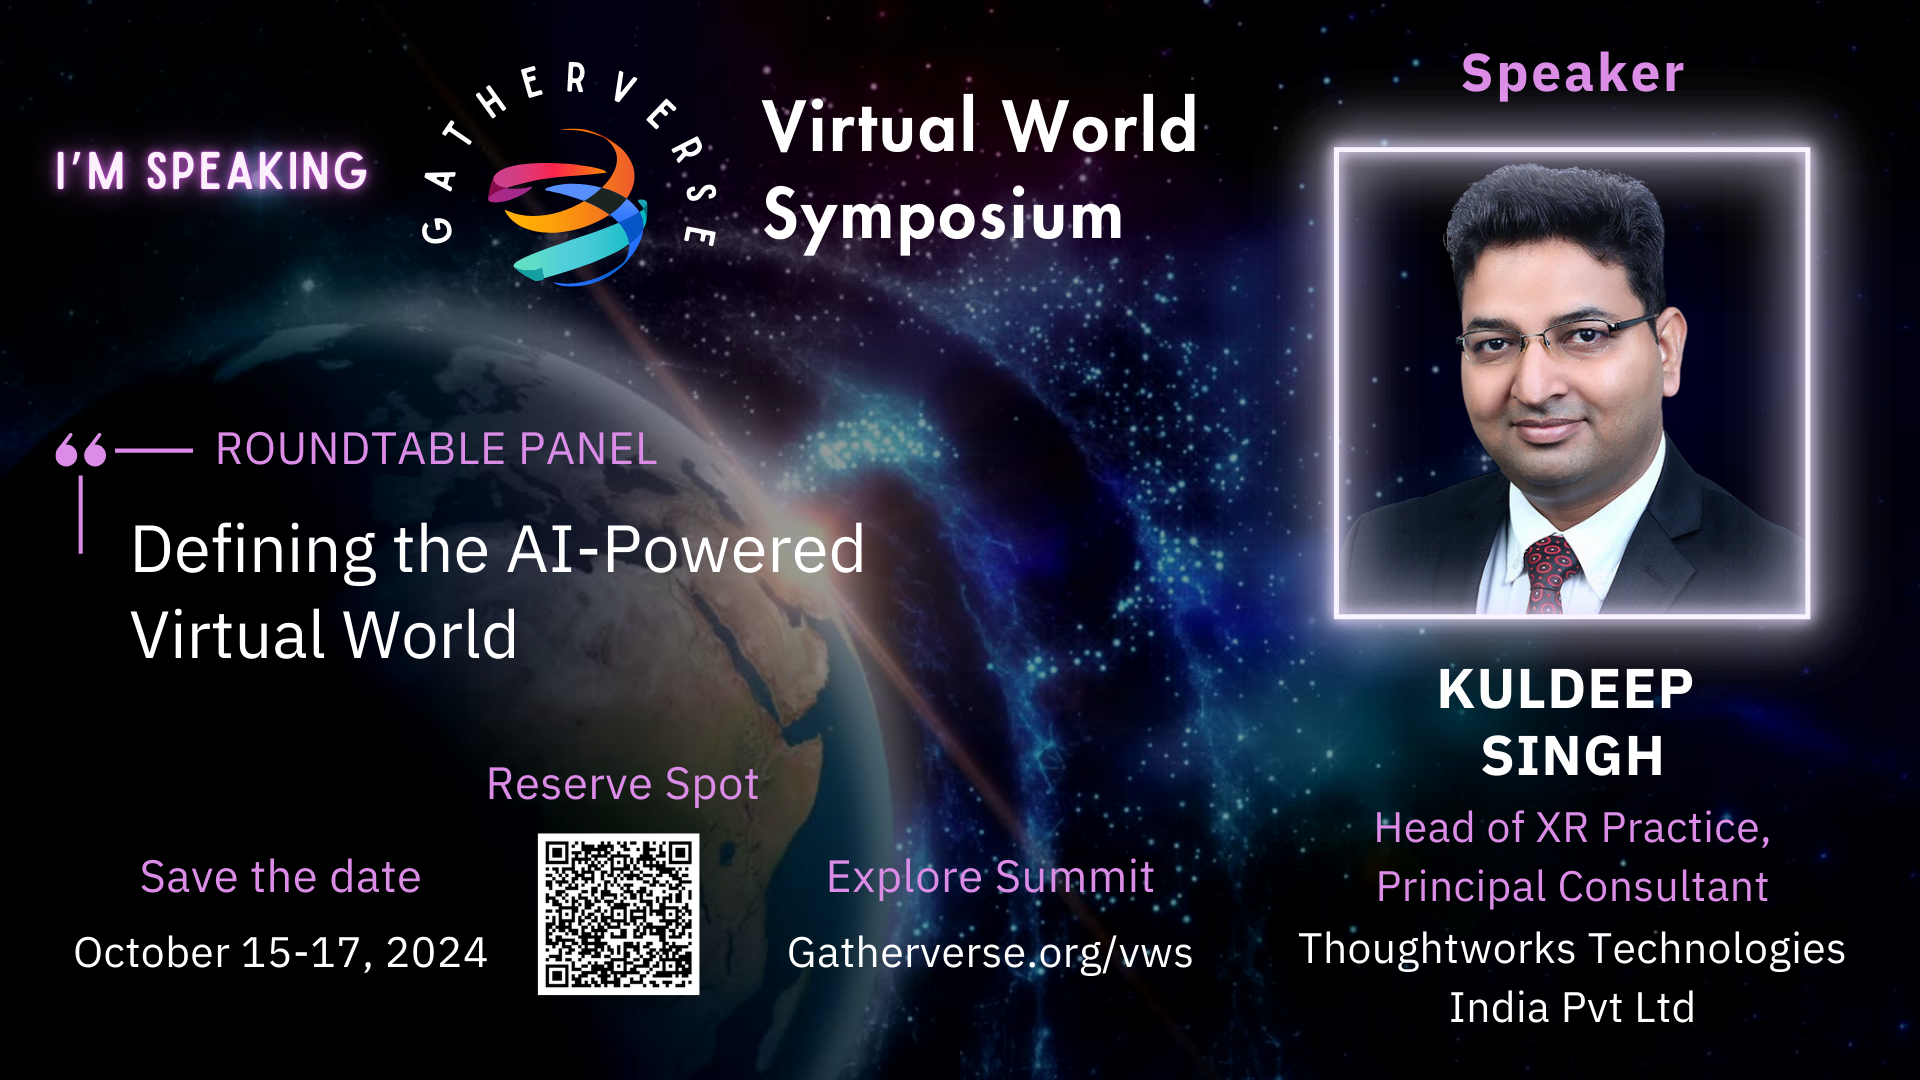 I'M SPEAKING
GATHERVERSE
Virtual World
Symposium
Speaker
ROUNDTABLE PANEL
Defining the AI-Powered
Virtual World
KULDEEP
SINGH
Head of XR Practice,
Principal Consultant
Thoughtworks Technologies
India Pvt Ltd
Reserve Spot
Save the date
October 15-17, 2024
Explore Summit
Gatherverse.org/vws